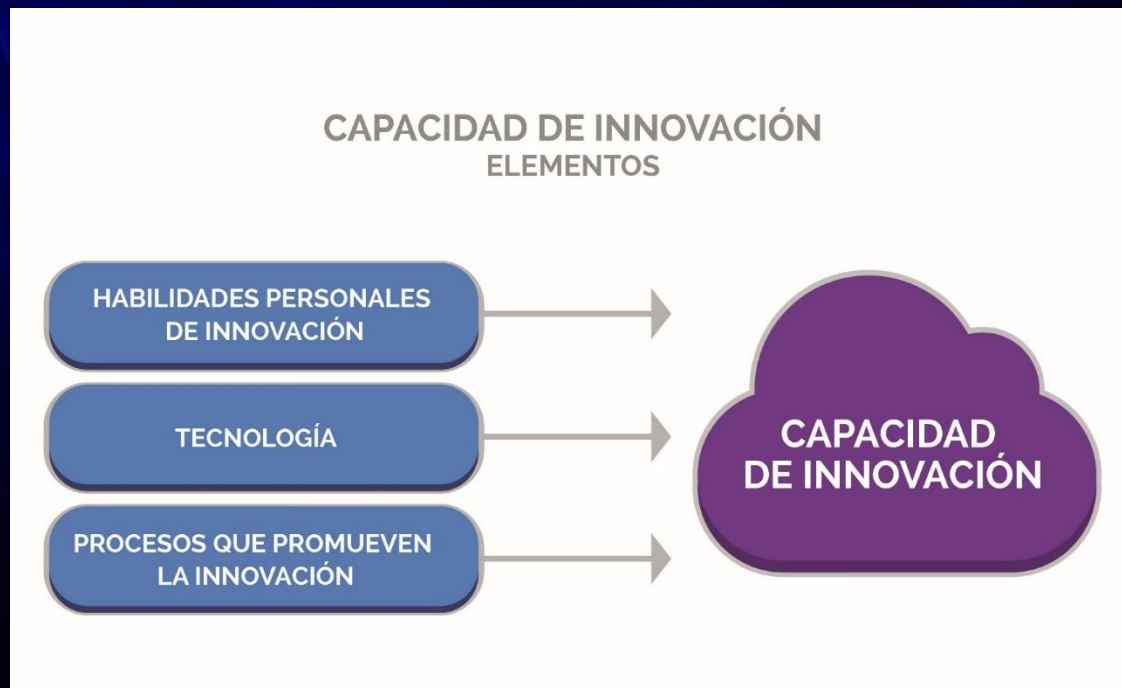 CAPACIDAD DE INNOVACIÓN
ELEMENTOS
HABILIDADES PERSONALES
DE INNOVACIÓN
TECNOLOGÍA
PROCESOS QUE PROMUEVEN
LA INNOVACIÓN
CAPACIDAD
DE INNOVACIÓN